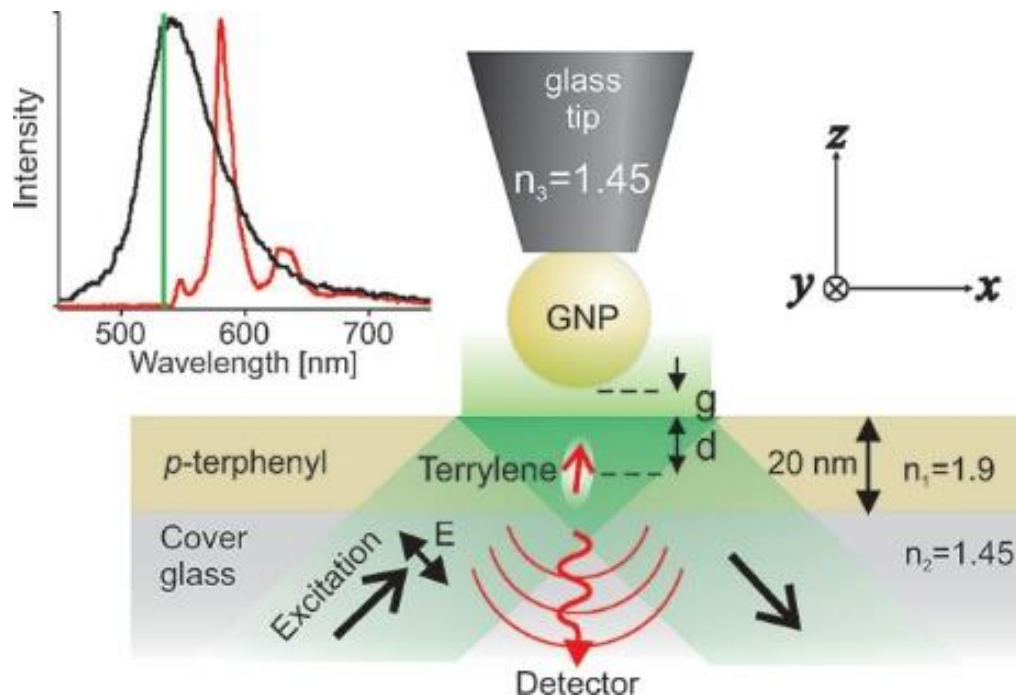 Intensity
500 600 700
Wavelength [nm]
glass
tip
n₃=1.45
GNP
z
y
x
g
d
p-terphenyl
Terrylene
20 nm
n₁=1.9
Cover
glass
Excitation
E
n₂=1.45
Detector